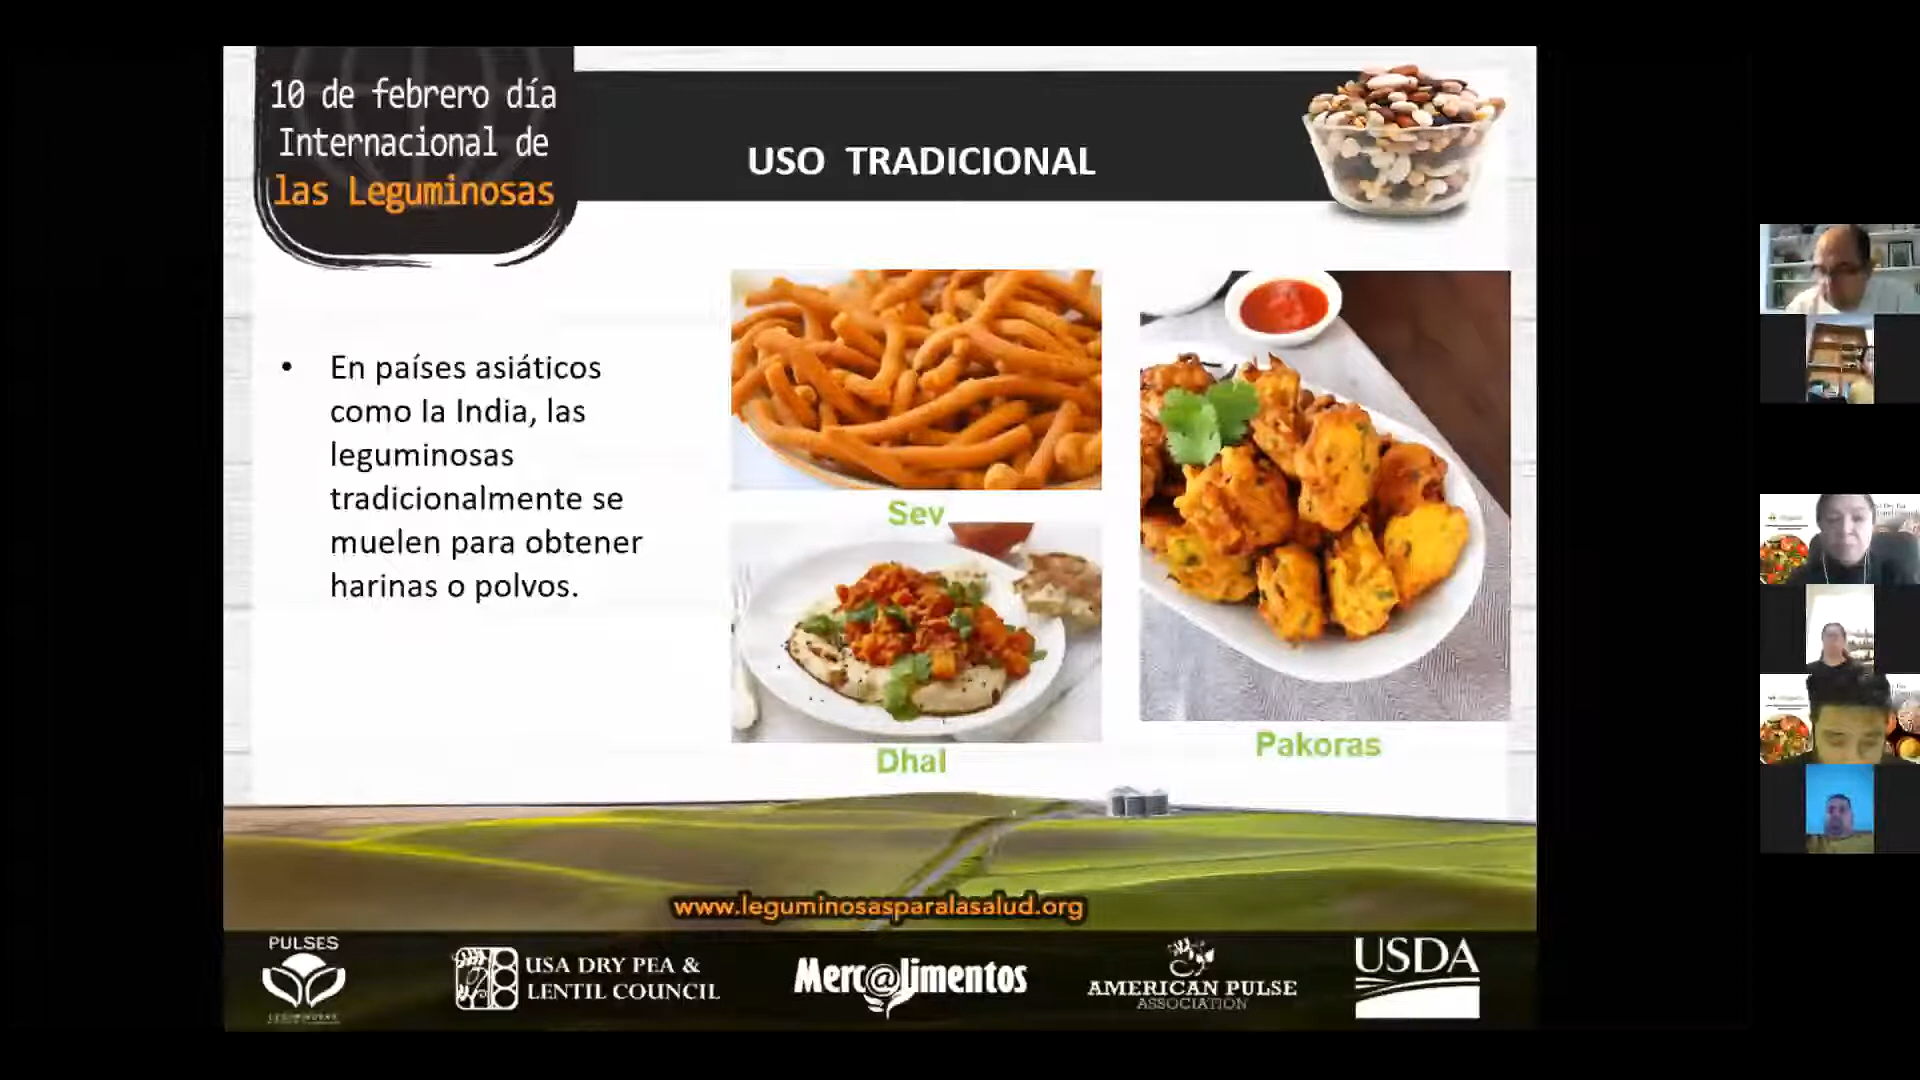 10 de febrero día
Internacional de
las Leguminosas
USO TRADICIONAL
• En países asiáticos
como la India, las
leguminosas
tradicionalmente se
muelen para obtener
harinas o polvos.
Sev
Dhal
Pakoras
www.leguminosasparalasalud.org
PULSES
USA DRY PEA &
LENTIL COUNCIL
Merc@limentos
AMERICAN PULSE
ASSOCIATION
USDA